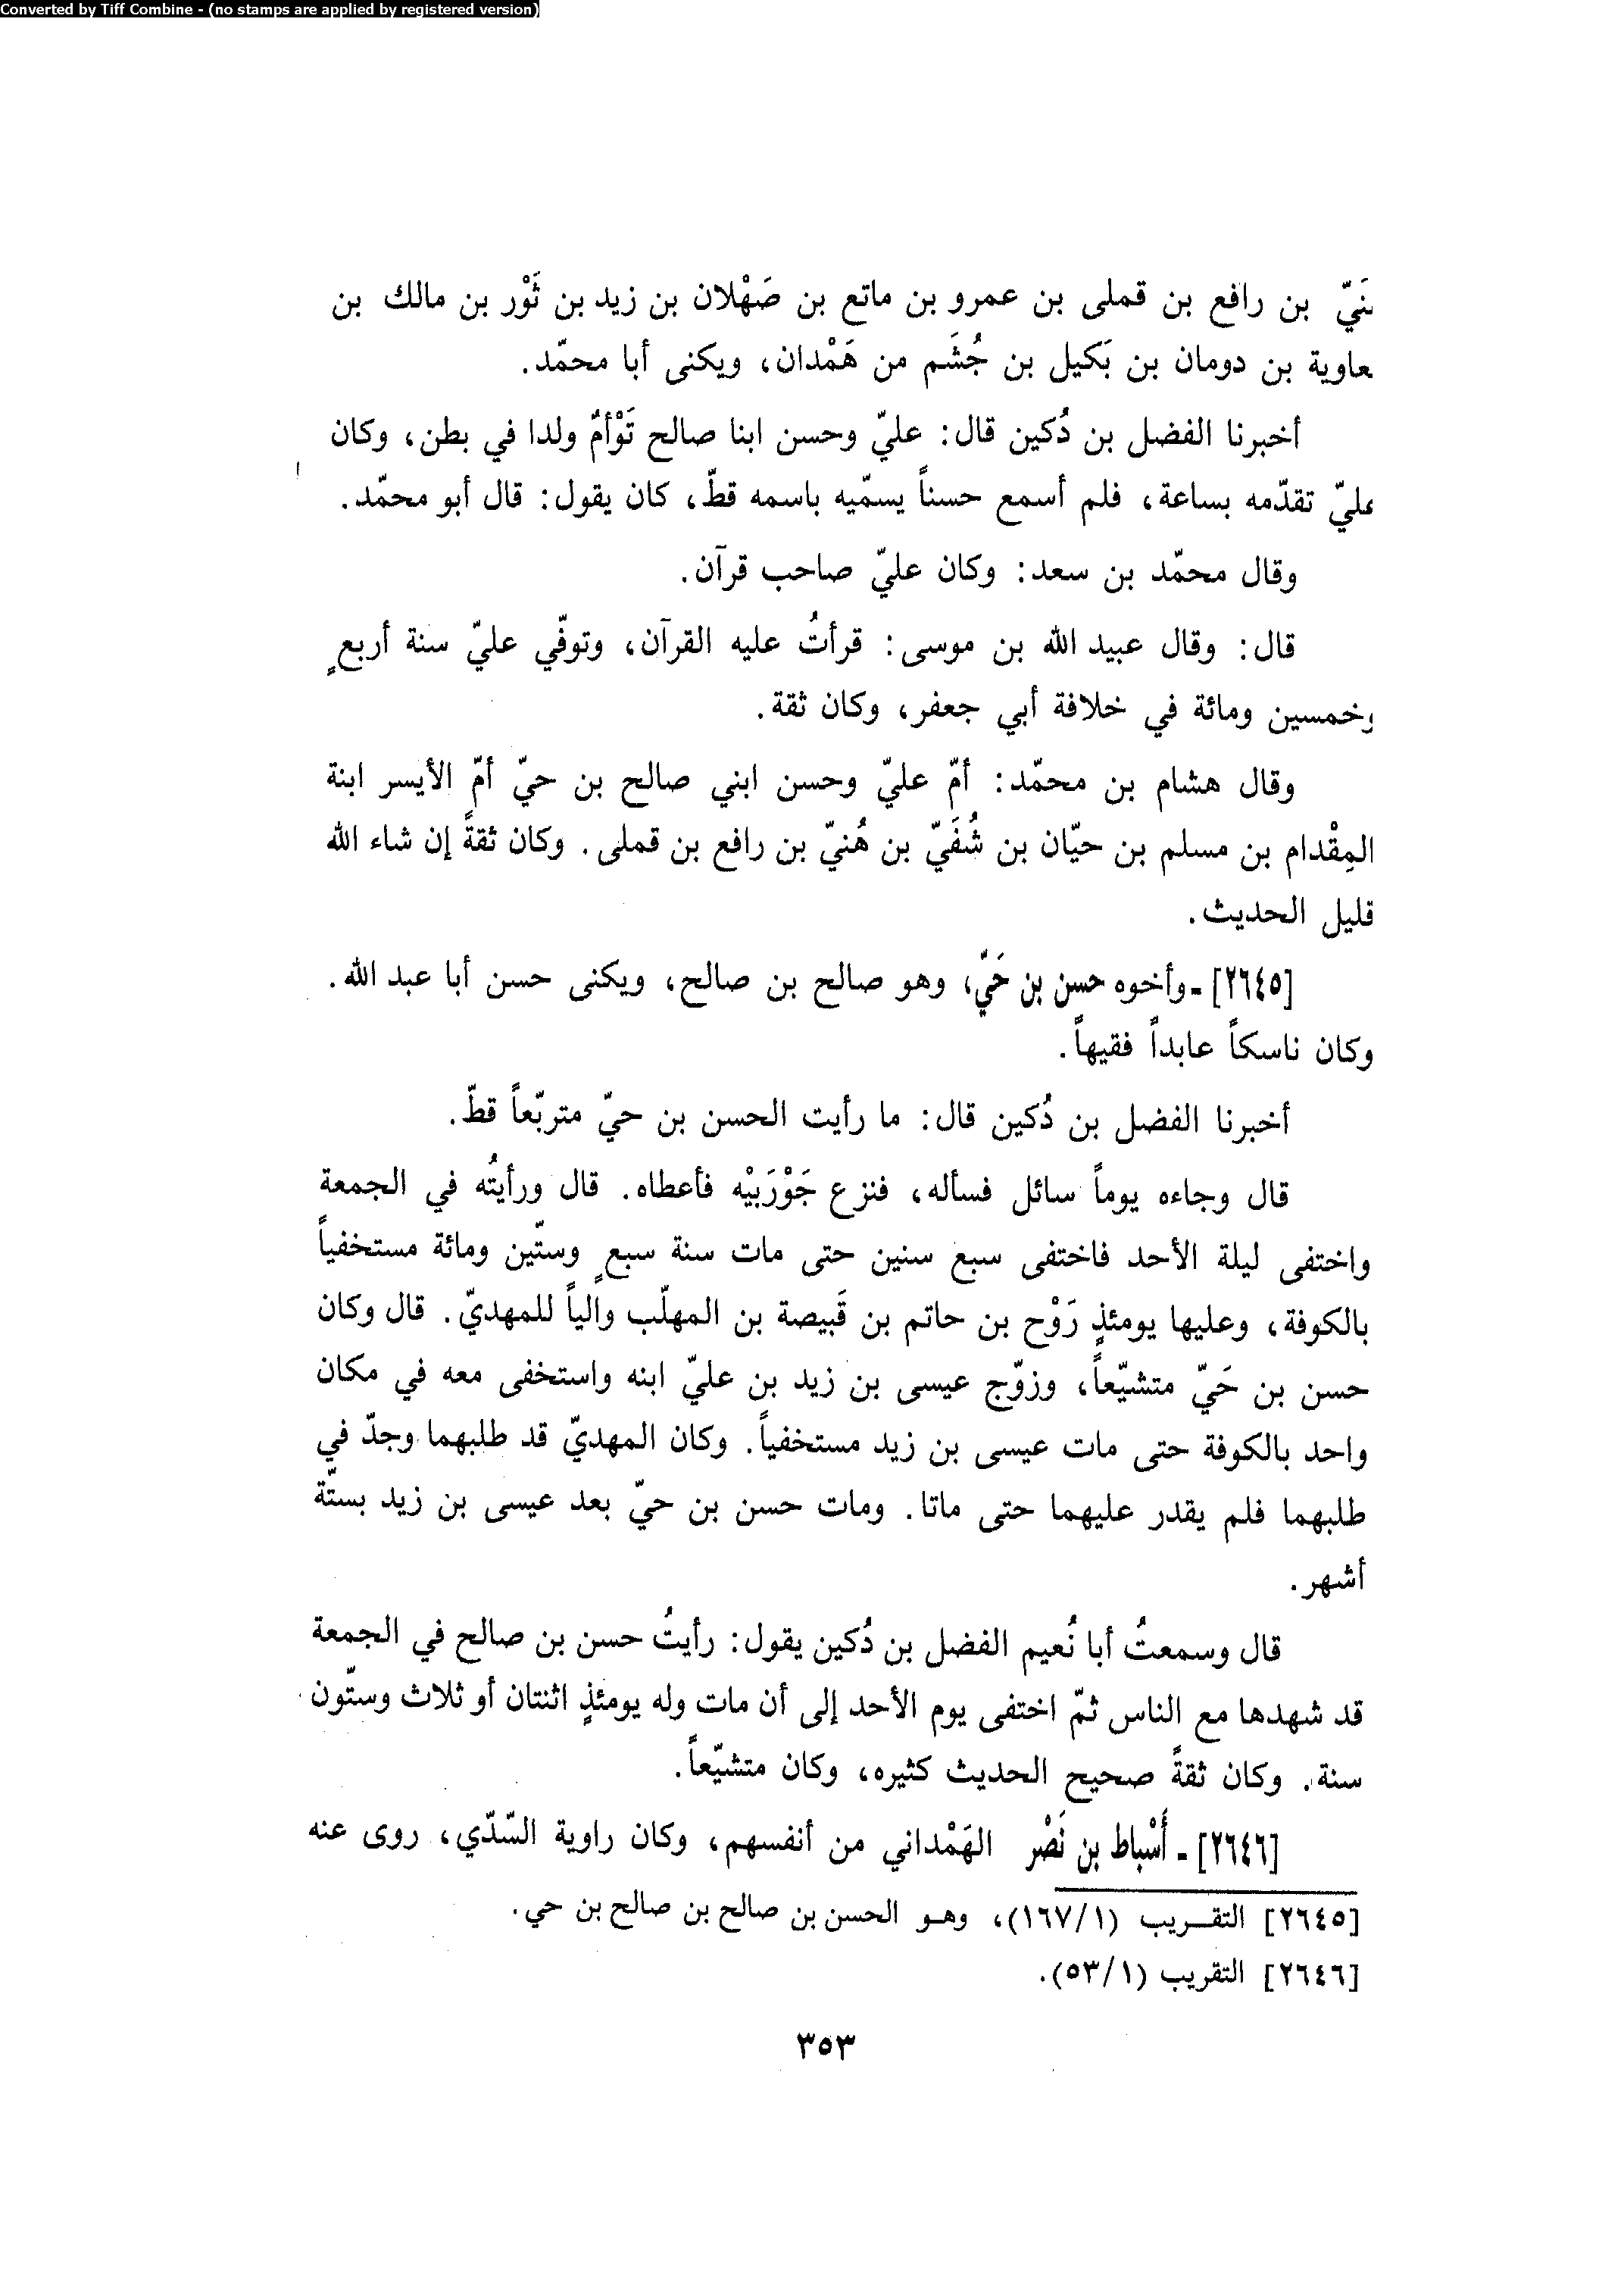 Converted by Tiff Combine - (no stamps are applied by registered version)
نَيّ بن رافع بن قملى بن عمرو بن ماتع بن صَهْلان بن زيد بن ثَوْر بن مالك بن
عاوية بن دومان بن بَكيل بن جُشَم من هَمْدان، ويكنى أبا محمّد.
أخبرنا الفضل بن دُكين قال: عليّ وحسن ابنا صالح تَوْأمٌ ولدا في بطن، وكان
عليّ تقدّمه بساعة، فلم أسمع حسناً يسمّيه باسمه قطّ، كان يقول: قال أبو محمّد.
وقال محمّد بن سعد: وكان عليّ صاحب قرآن.
قال: وقال عبيد الله بن موسى: قرأتُ عليه القرآن، وتوفّي عليّ سنة أربعٍ
وخمسين ومائة في خلافة أبي جعفر، وكان ثقة.
وقال هشام بن محمّد: أمّ عليّ وحسن ابني صالح بن حيّ أمّ الأيسر ابنة
المِقْدام بن مسلم بن حيّان بن شُفَيّ بن هُنيّ بن رافع بن قملى. وكان ثقةً إن شاء الله
قليل الحديث.
[٢٦٤٥] - وأخوه حسن بن حَيّ، وهو صالح بن صالح، ويكنى حسن أبا عبد الله.
وكان ناسكاً عابداً فقيهاً.
أخبرنا الفضل بن دُكين قال: ما رأيت الحسن بن حيّ متربّعاً قطّ.
قال وجاءه يوماً سائل فسأله، فنزع جَوْرَبَيْه فأعطاه. قال ورأيتُه في الجمعة
واختفى ليلة الأحد فاختفى سبع سنين حتى مات سنة سبعٍ وستّين ومائة مستخفياً
بالكوفة، وعليها يومئذٍ رَوْح بن حاتم بن قَبيصة بن المهلّب والياً للمهديّ. قال وكان
حسن بن حَيّ متشيّعاً، وزوّج عيسى بن زيد بن عليّ ابنه واستخفى معه في مكان
واحد بالكوفة حتى مات عيسى بن زيد مستخفياً. وكان المهديّ قد طلبهما وجدّ في
طلبهما فلم يقدر عليهما حتى ماتا. ومات حسن بن حيّ بعد عيسى بن زيد بستّة
أشهر.
قال وسمعتُ أبا نُعيم الفضل بن دُكين يقول: رأيتُ حسن بن صالح في الجمعة
قد شهدها مع الناس ثمّ اختفى يوم الأحد إلى أن مات وله يومئذٍ اثنتان أو ثلاث وستّون
سنة. وكان ثقةً صحيح الحديث كثيره، وكان متشيّعاً.
[٢٦٤٦] - أَسْباط بن نَصْر الهَمْداني من أنفسهم، وكان راوية السّدّي، روى عنه
[٢٦٤٥] التقـريب (١/١٦٧)، وهـو الحسن بن صالح بن صالح بن حي.
[٢٦٤٦] التقريب (١/٥٣).
٣٥٣